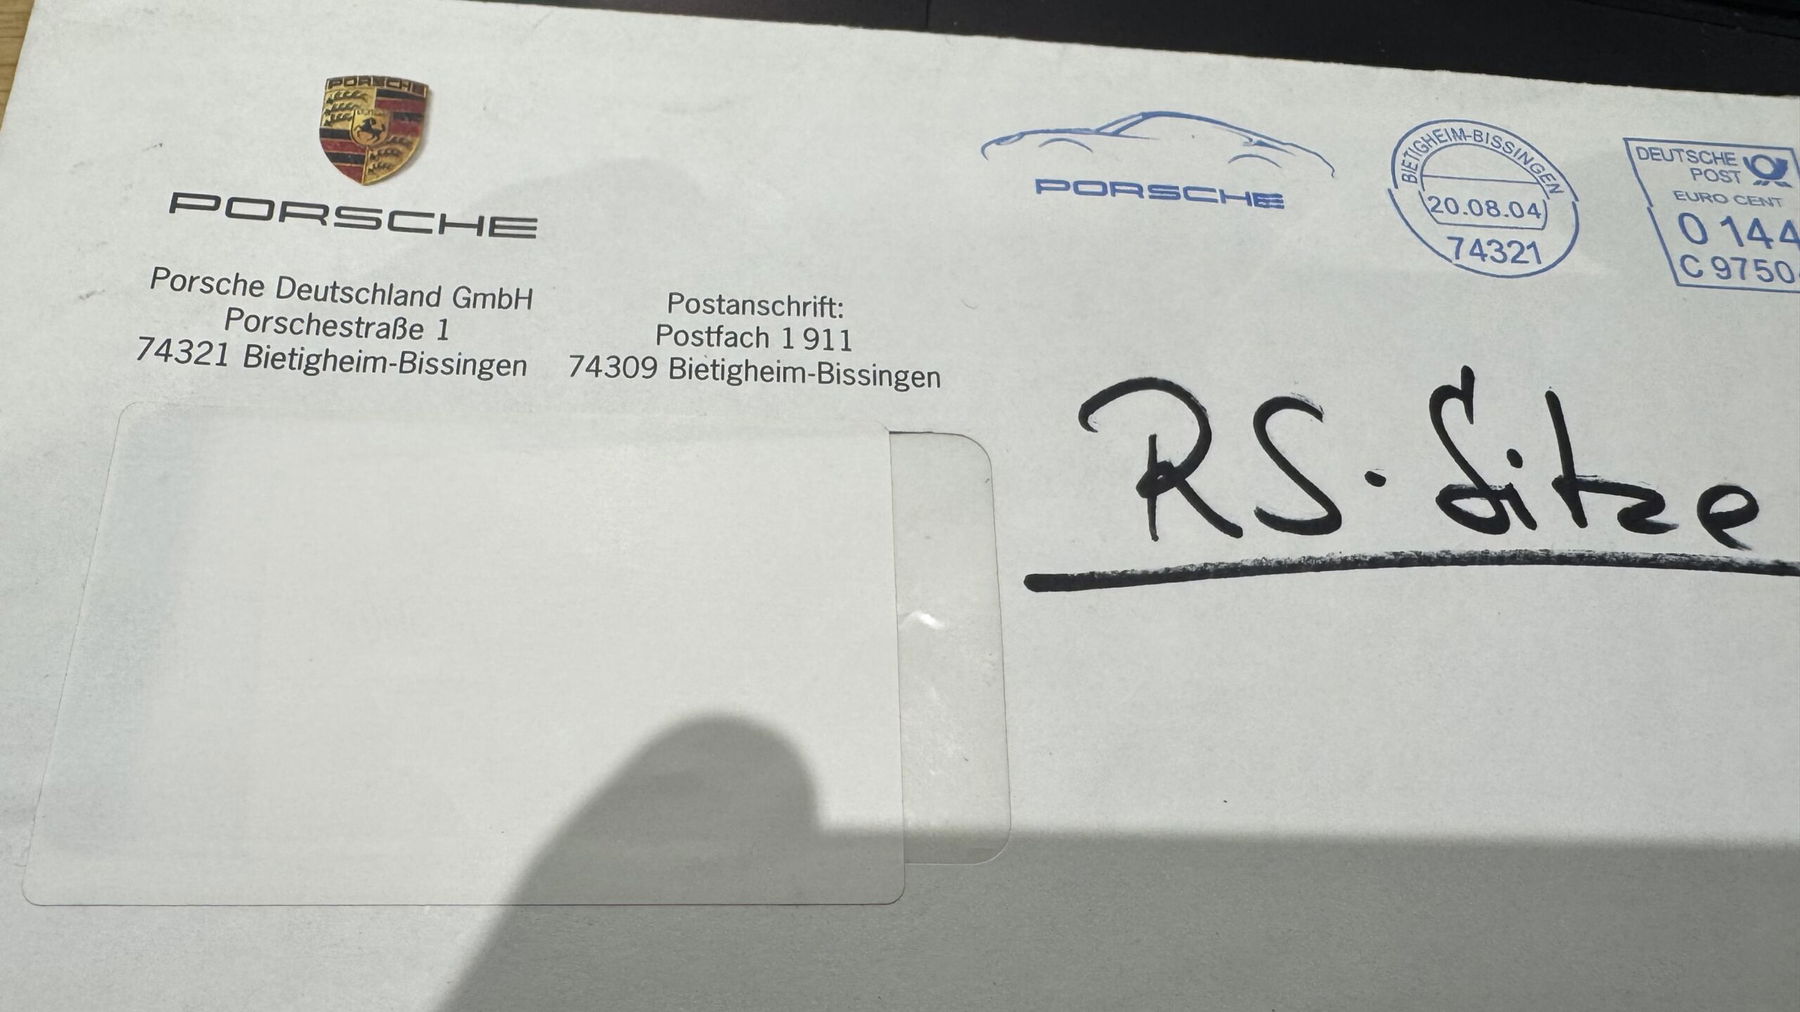 PORSCHE
PORSCHE
Porsche Deutschland GmbH
Porschestraße 1
74321 Bietigheim-Bissingen
Postanschrift:
Postfach 1 911
74309 Bietigheim-Bissingen
PORSCHE
BIETIGHEIM-BISSINGEN
20.08.04
74321
DEUTSCHE
POST
EURO CENT
0 144
C 9750
RS-Sitze